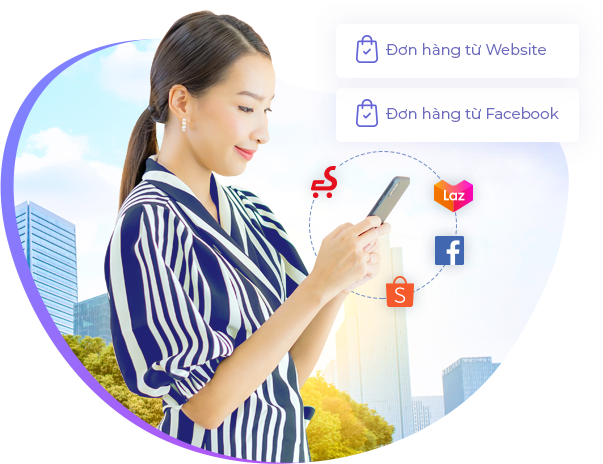 Đơn hàng từ Website
Đơn hàng từ Facebook
Laz
f
S